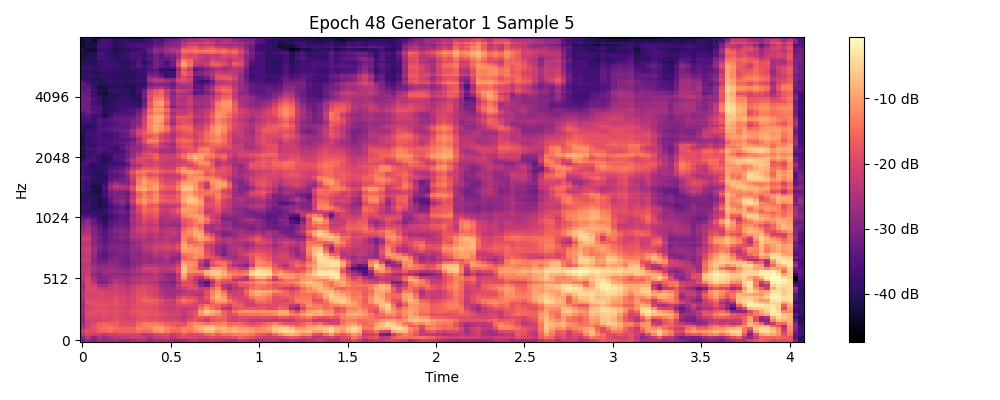 Epoch 48 Generator 1 Sample 5
Hz
4096
2048
1024
512
0
0 0.5 1 1.5 2 2.5 3 3.5 4
Time
-10 dB
-20 dB
-30 dB
-40 dB